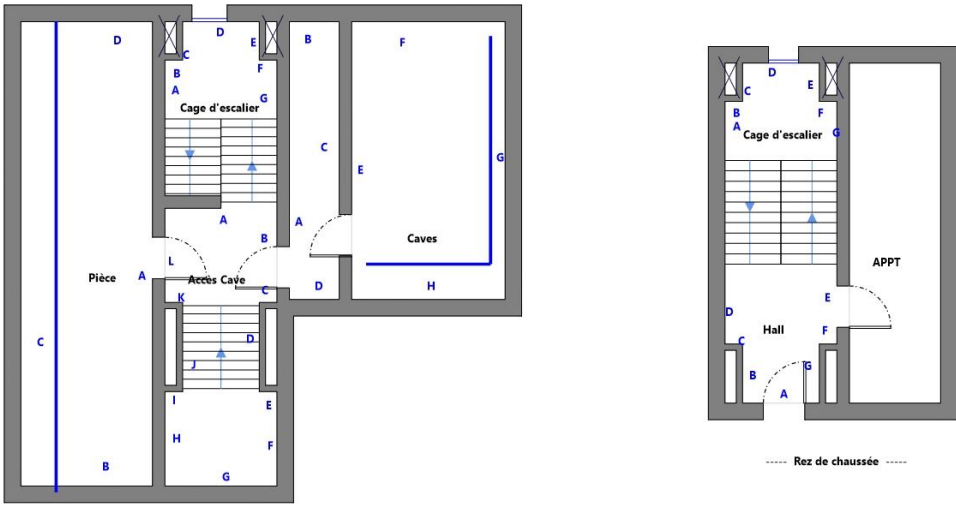 D
B
F
D
E
C
B
F
A
G
Cage d'escalier
C
G
E
A
A
B
Caves
L
A
Pièce
Accès Cave
K
C
D
H
C
D
J
I
E
H
F
B
G
D
E
C
B
F
A
G
Cage d'escalier
APPT
E
D
Hall
F
C
G
B
A
----- Rez de chaussée -----